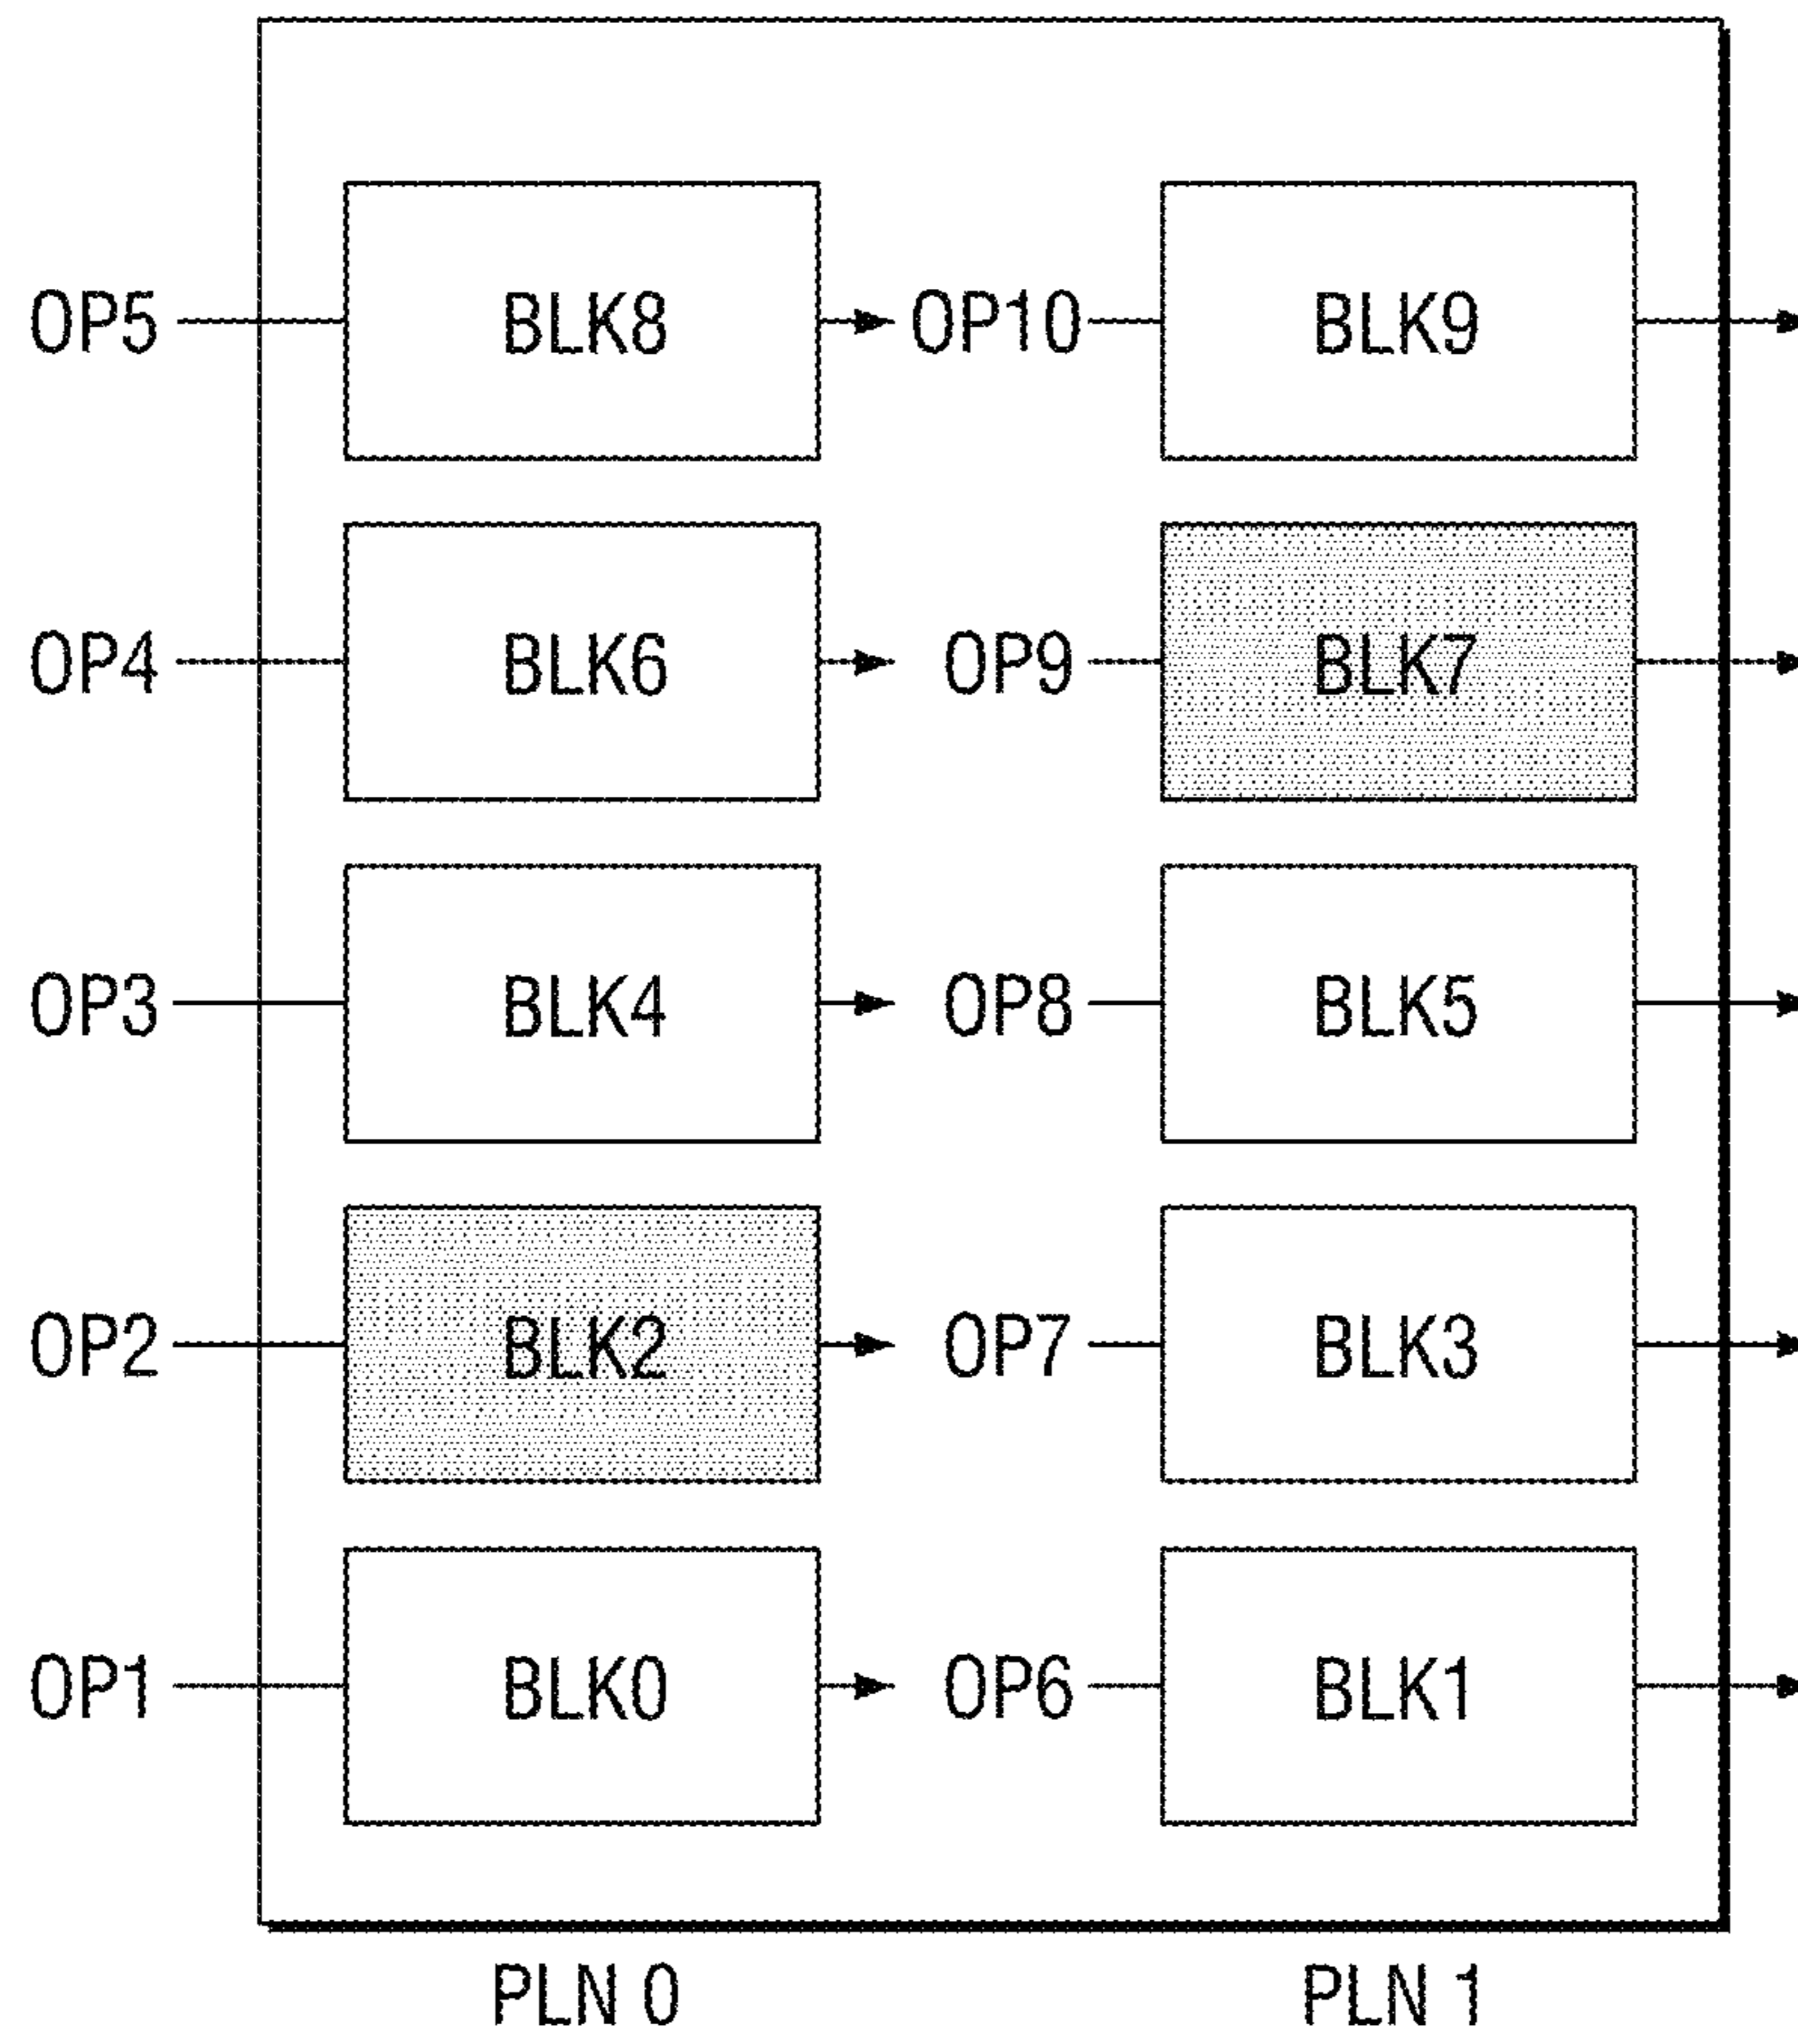 OP5 BLK8 OP10 BLK9
OP4 BLK6 OP9 BLK7
OP3 BLK4 OP8 BLK5
OP2 BLK2 OP7 BLK3
OP1 BLK0 OP6 BLK1
PLN 0 PLN 1